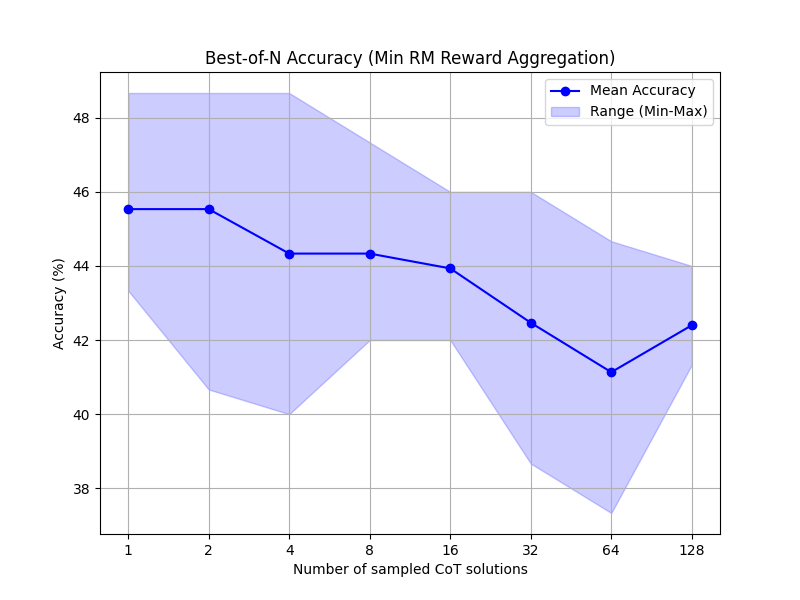 Best-of-N Accuracy (Min RM Reward Aggregation)
Mean Accuracy
Range (Min-Max)
Accuracy (%)
48
46
44
42
40
38
1 2 4 8 16 32 64 128
Number of sampled CoT solutions